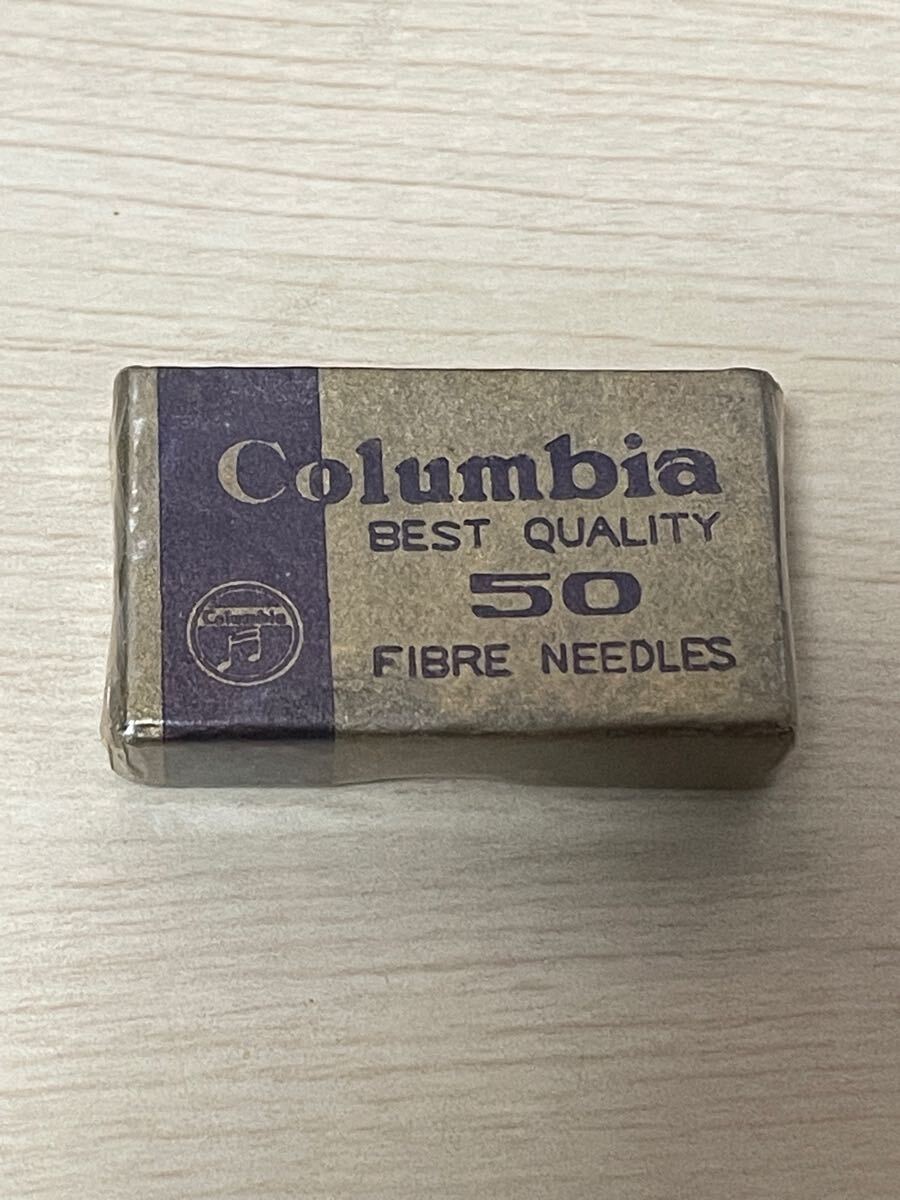 Columbia
BEST QUALITY
50
FIBRE NEEDLES
Columbia